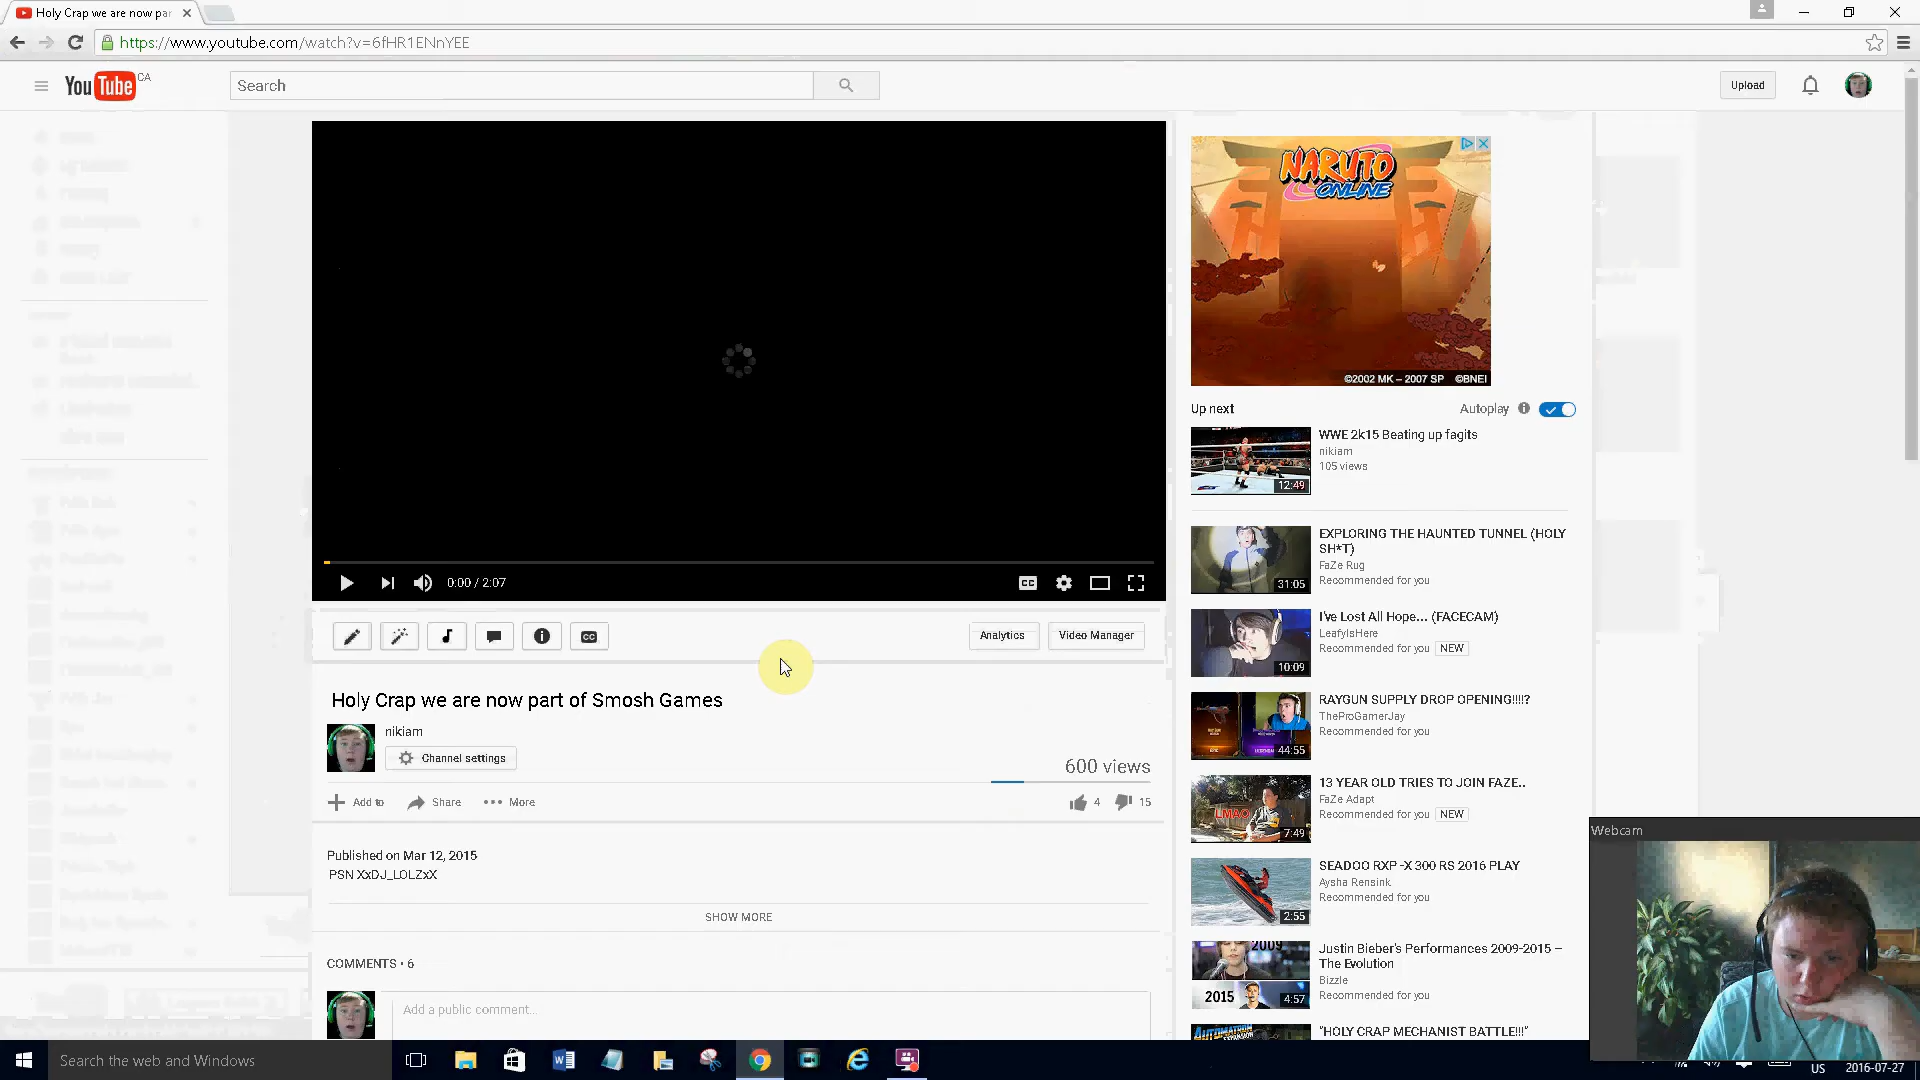 Holy Crap we are now par
https://www.youtube.com/watch?v=6fHR1ENnYEE
YouTube CA
Search
Upload
NARUTO
ONLINE
©2002 MK – 2007 SP ©BNEI
Up next
Autoplay
WWE 2k15 Beating up fagits
nikiam
105 views
12:49
EXPLORING THE HAUNTED TUNNEL (HOLY
SH*T)
FaZe Rug
Recommended for you
31:05
I've Lost All Hope... (FACECAM)
LeafyIsHere
Recommended for you NEW
10:09
RAYGUN SUPPLY DROP OPENING!!!!?
TheProGamerJay
Recommended for you
44:55
13 YEAR OLD TRIES TO JOIN FAZE..
FaZe Adapt
Recommended for you NEW
LMAO
7:49
SEADOO RXP -X 300 RS 2016 PLAY
Aysha Rensink
Recommended for you
2:55
Justin Bieber's Performances 2009-2015 –
The Evolution
Bizzle
Recommended for you
2009
2015
4:57
"HOLY CRAP MECHANIST BATTLE!!!"
AUTOMATRON
0:00 / 2:07
CC
CC
Analytics
Video Manager
Holy Crap we are now part of Smosh Games
nikiam
Channel settings
600 views
Add to
Share
More
4
15
Published on Mar 12, 2015
PSN XxDJ_LOLZxX
SHOW MORE
COMMENTS • 6
Add a public comment...
Webcam
Search the web and Windows
US
2016-07-27